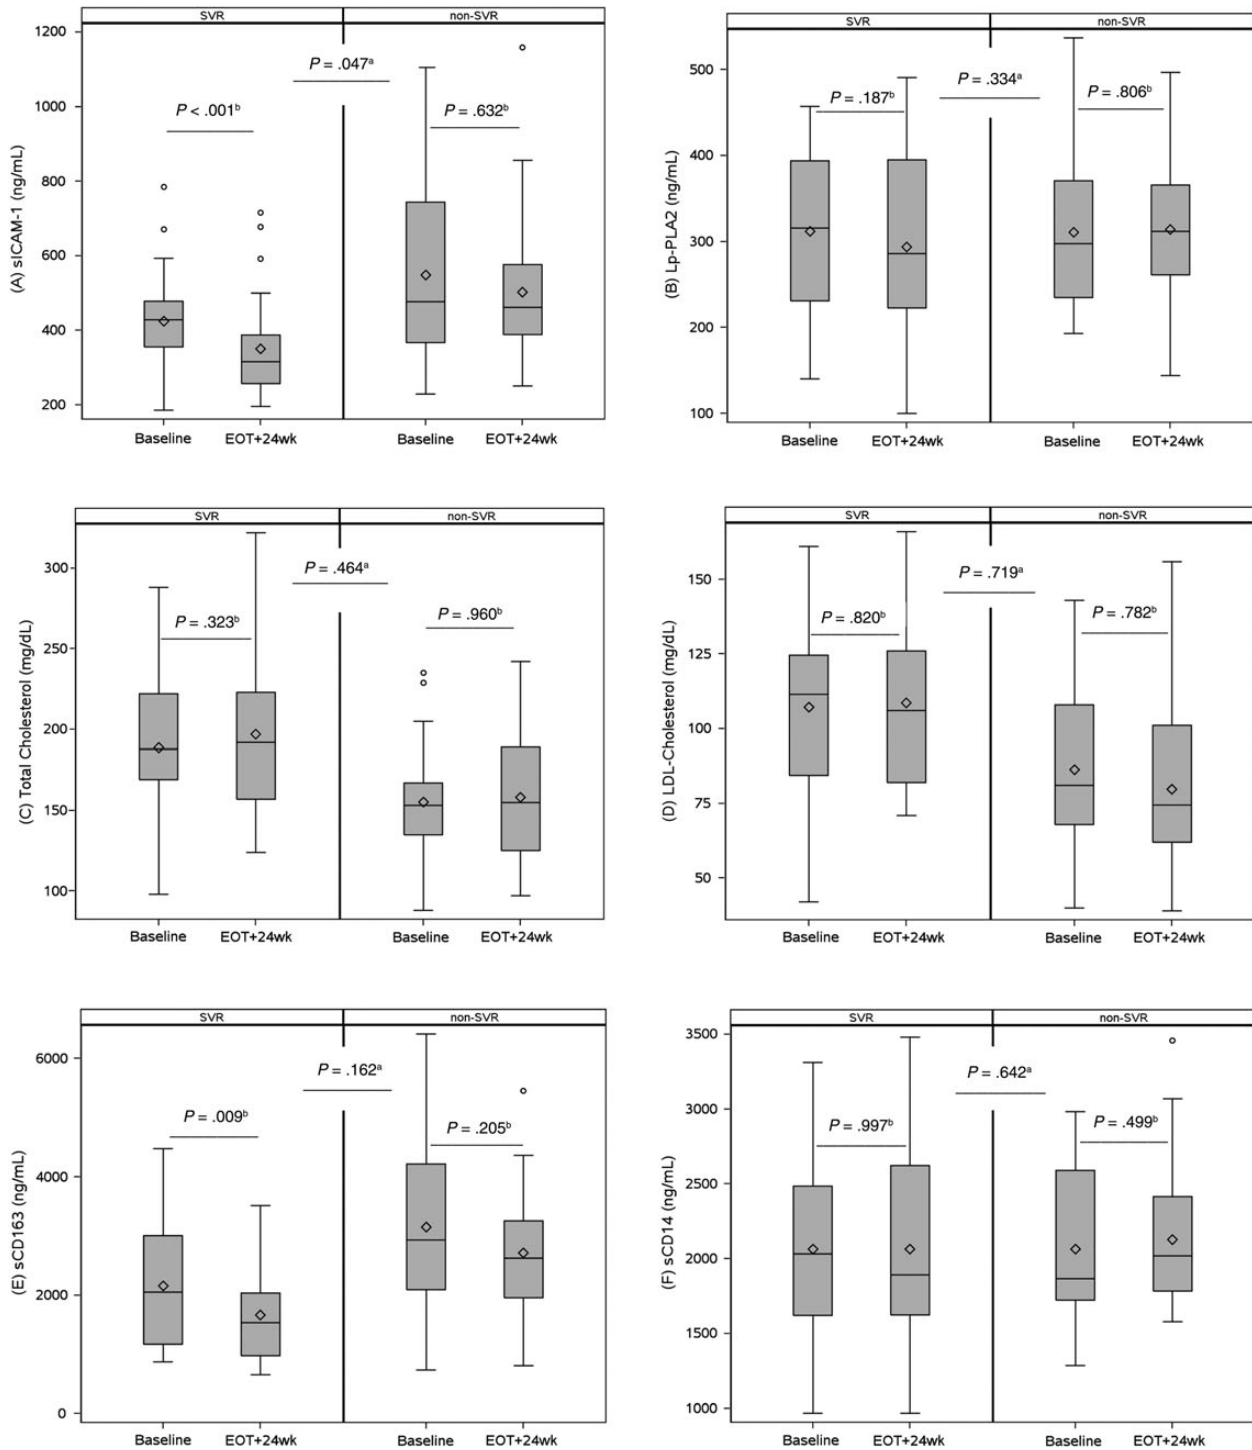 SVR non-SVR
(A) sICAM-1 (ng/mL)
1200
1000
800
600
400
200
P < .001ᵇ
P = .047ᵃ
P = .632ᵇ
Baseline EOT+24wk Baseline EOT+24wk
SVR non-SVR
(B) Lp-PLA2 (ng/mL)
500
400
300
200
100
P = .187ᵇ
P = .334ᵃ
P = .806ᵇ
Baseline EOT+24wk Baseline EOT+24wk
SVR non-SVR
(C) Total Cholesterol (mg/dL)
300
250
200
150
100
P = .323ᵇ
P = .464ᵃ
P = .960ᵇ
Baseline EOT+24wk Baseline EOT+24wk
SVR non-SVR
(D) LDL-Cholesterol (mg/dL)
150
125
100
75
50
P = .820ᵇ
P = .719ᵃ
P = .782ᵇ
Baseline EOT+24wk Baseline EOT+24wk
SVR non-SVR
(E) sCD163 (ng/mL)
6000
4000
2000
0
P = .009ᵇ
P = .162ᵃ
P = .205ᵇ
Baseline EOT+24wk Baseline EOT+24wk
SVR non-SVR
(F) sCD14 (ng/mL)
3500
3000
2500
2000
1500
1000
P = .997ᵇ
P = .642ᵃ
P = .499ᵇ
Baseline EOT+24wk Baseline EOT+24wk